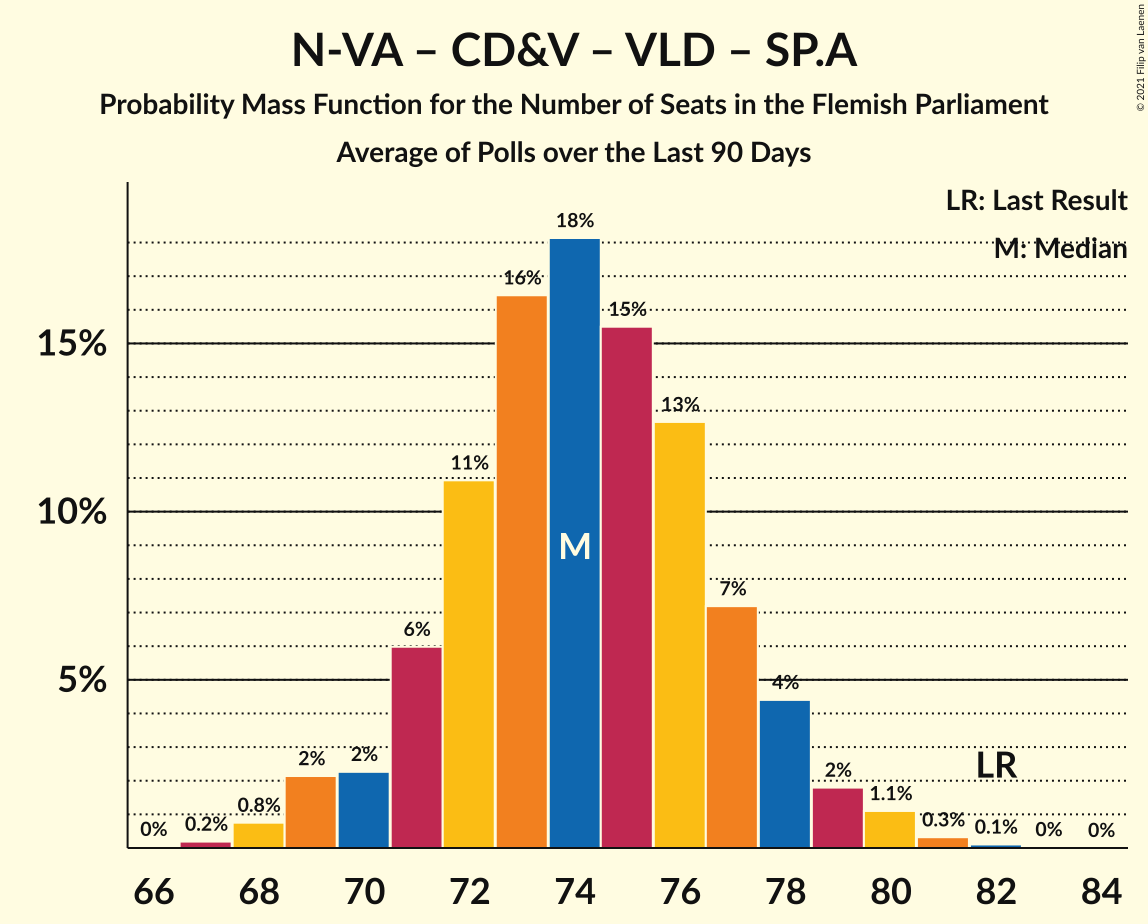 N-VA – CD&V – VLD – SP.A
Probability Mass Function for the Number of Seats in the Flemish Parliament
Average of Polls over the Last 90 Days
© 2021 Filip van Laenen
LR: Last Result
M: Median
18%
16%
15%
15%
13%
11%
10%
M
7%
6%
5%
4%
LR
2%
2%
2%
1.1%
0.8%
0.3%
0.2%
0.1%
0%
0%
0%
66 68 70 72 74 76 78 80 82 84